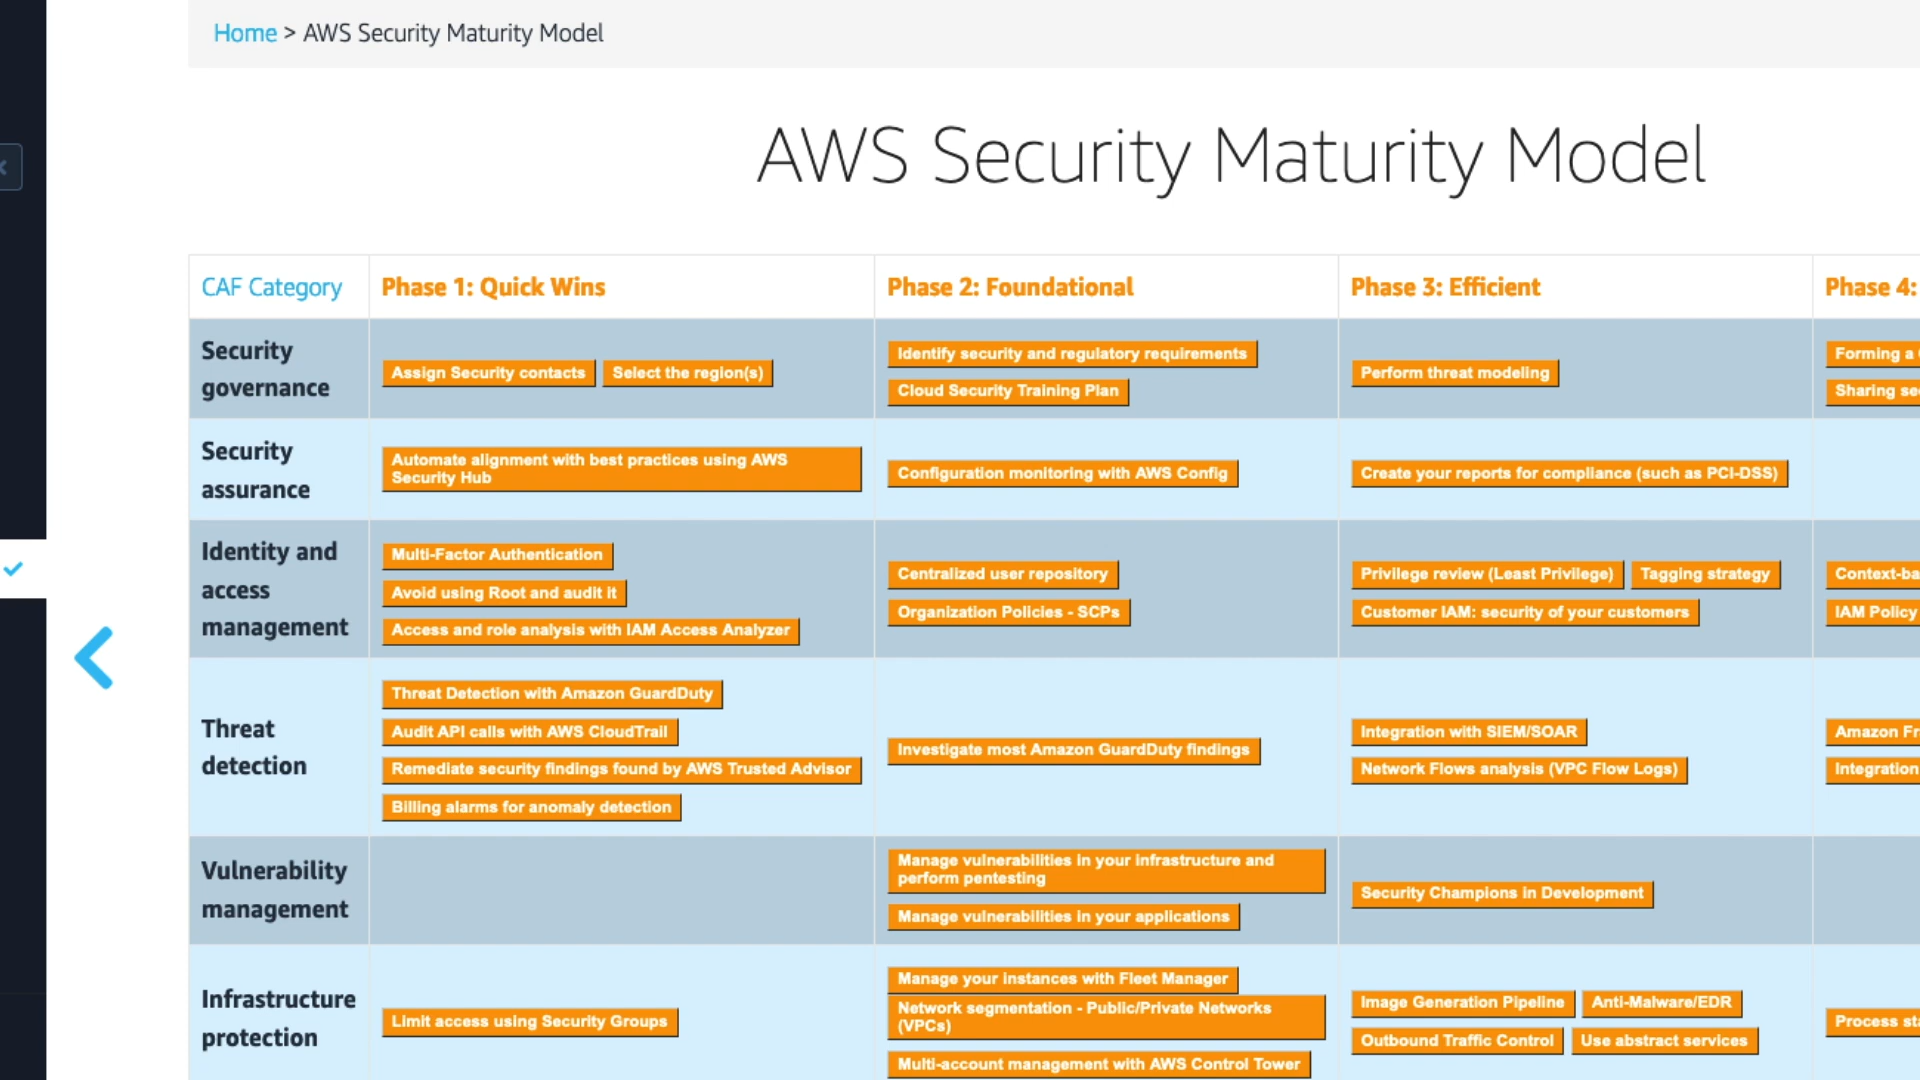 Home > AWS Security Maturity Model
AWS Security Maturity Model
CAF Category
Phase 1: Quick Wins
Phase 2: Foundational
Phase 3: Efficient
Phase 4:
Security
governance
Assign Security contacts
Select the region(s)
Identify security and regulatory requirements
Cloud Security Training Plan
Perform threat modeling
Forming a
Sharing
Security
assurance
Automate alignment with best practices using AWS
Security Hub
Configuration monitoring with AWS Config
Create your reports for compliance (such as PCI-DSS)
Identity and
access
management
Multi-Factor Authentication
Avoid using Root and audit it
Access and role analysis with IAM Access Analyzer
Centralized user repository
Organization Policies - SCPs
Privilege review (Least Privilege)
Tagging strategy
Customer IAM: security of your customers
IAM Policy
Threat
detection
Threat Detection with Amazon GuardDuty
Audit API calls with AWS CloudTrail
Remediate security findings found by AWS Trusted Advisor
Billing alarms for anomaly detection
Investigate most Amazon GuardDuty findings
Integration with SIEM/SOAR
Network Flows analysis (VPC Flow Logs)
Amazon
Integration
Vulnerability
management
Manage vulnerabilities in your infrastructure and
perform pentesting
Manage vulnerabilities in your applications
Security Champions in Development
Infrastructure
protection
Limit access using Security Groups
Manage your instances with Fleet Manager
Network segmentation - Public/Private Networks
(VPCs)
Multi-account management with AWS Control Tower
Image Generation Pipeline
Anti-Malware/EDR
Outbound Traffic Control
Use abstract services
Process